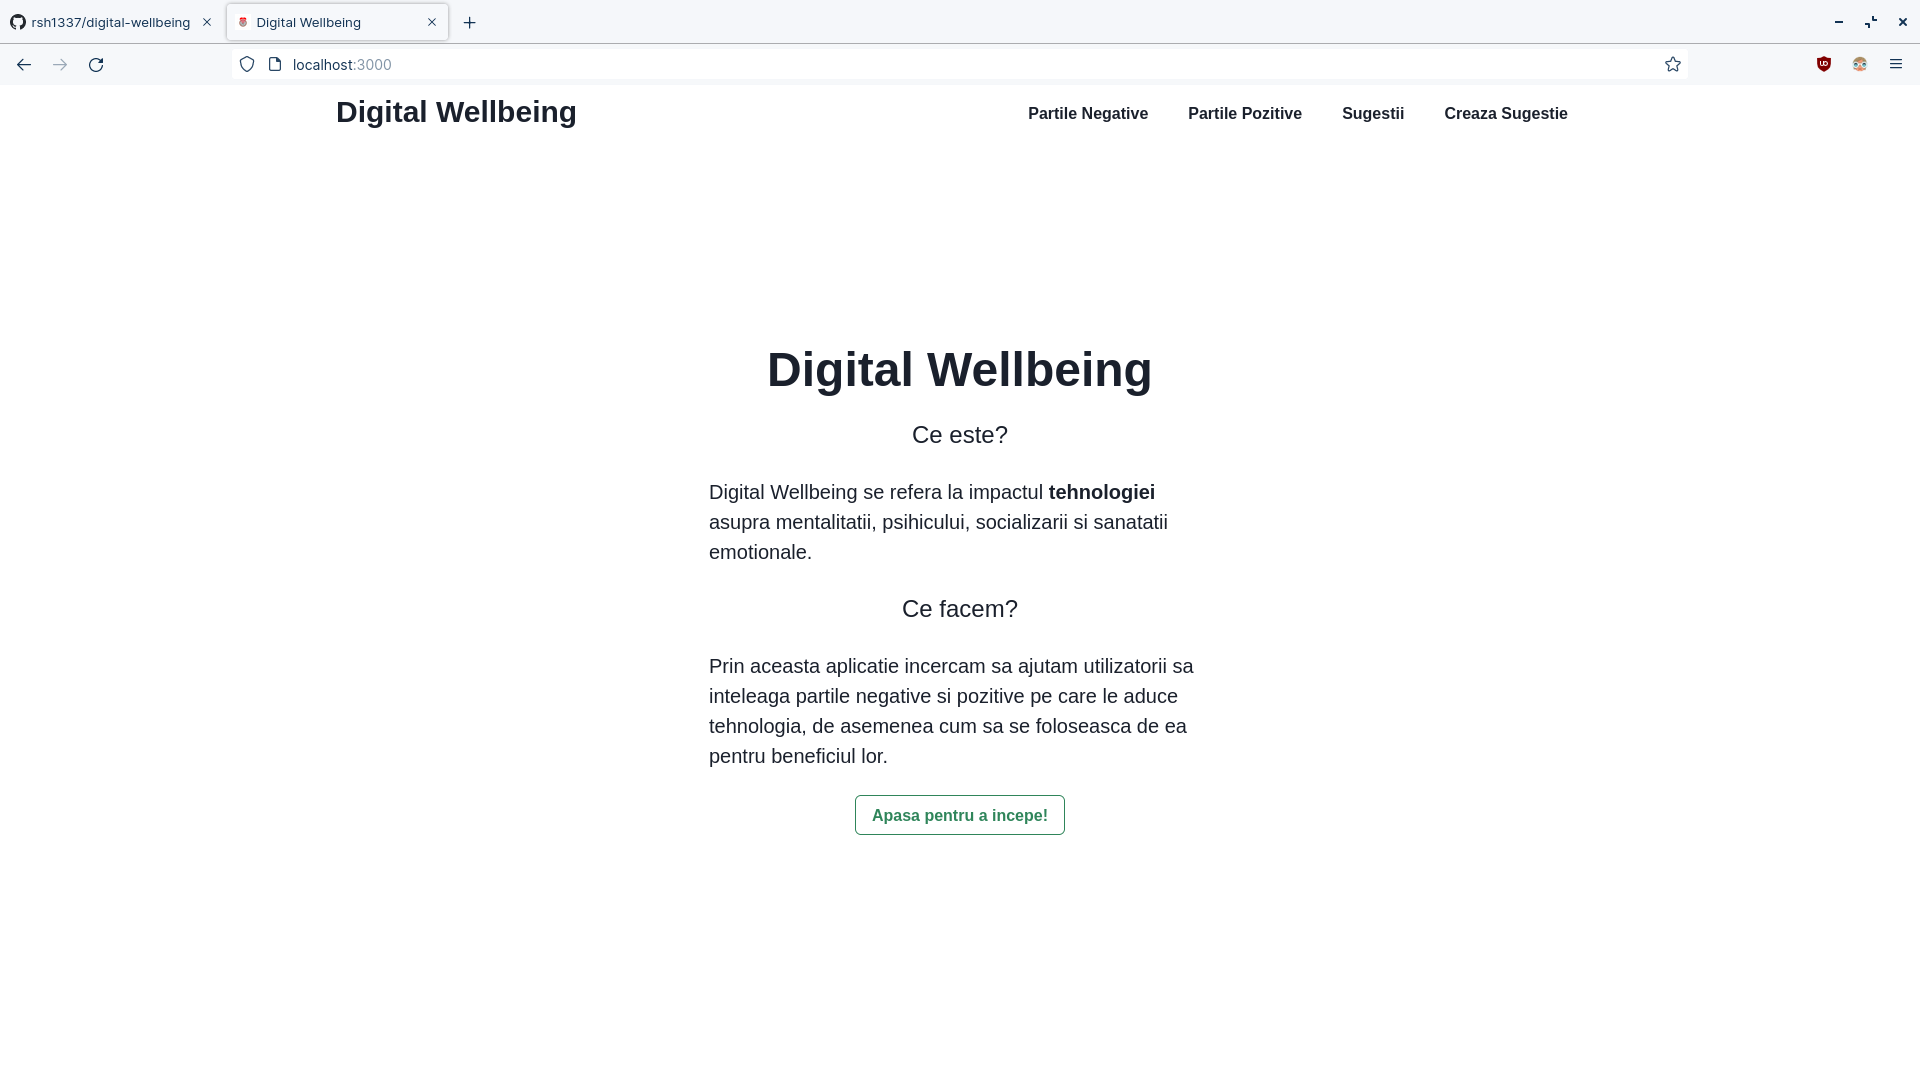 rsh1337/digital-wellbeing
Digital Wellbeing
localhost:3000
Digital Wellbeing
Partile Negative
Partile Pozitive
Sugestii
Creaza Sugestie
Digital Wellbeing
Ce este?
Digital Wellbeing se refera la impactul tehnologiei
asupra mentalitatii, psihicului, socializarii si sanatatii
emotionale.
Ce facem?
Prin aceasta aplicatie incercam sa ajutam utilizatorii sa
inteleaga partile negative si pozitive pe care le aduce
tehnologia, de asemenea cum sa se foloseasca de ea
pentru beneficiul lor.
Apasa pentru a incepe!